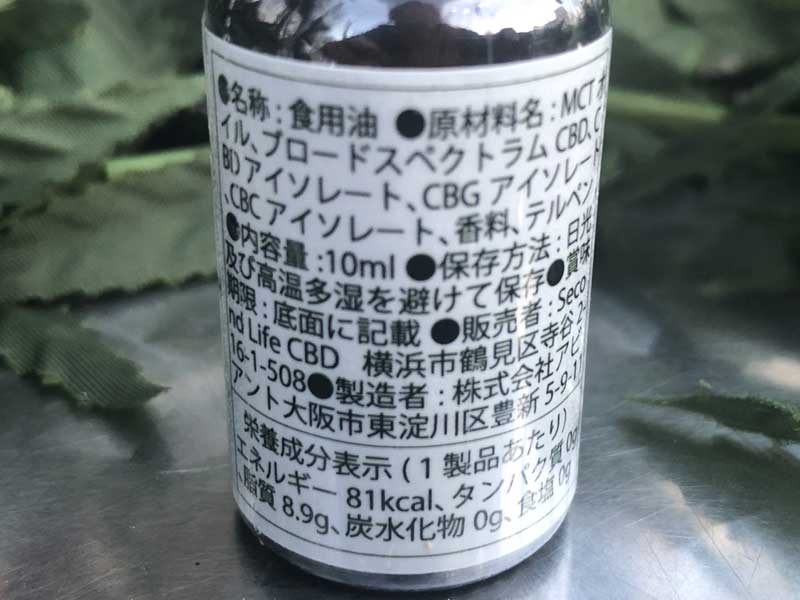 ●名称：食用油 ●原材料名：MCT オ
イル、ブロードスペクトラム CBD、C
BD アイソレート、CBG アイソレート
、CBC アイソレート、香料、テルペン
●内容量：10ml ●保存方法：日光
及び高温多湿を避けて保存●賞味
期限：底面に記載 ●販売者：Seco
nd Life CBD 横浜市鶴見区寺谷 2-
16-1-508●製造者：株式会社アビ
アント大阪市東淀川区豊新 5-9-11
栄養成分表示 ( 1 製品あたり)
エネルギー 81kcal、タンパク質 0g
、脂質 8.9g、炭水化物 0g、食塩 0g